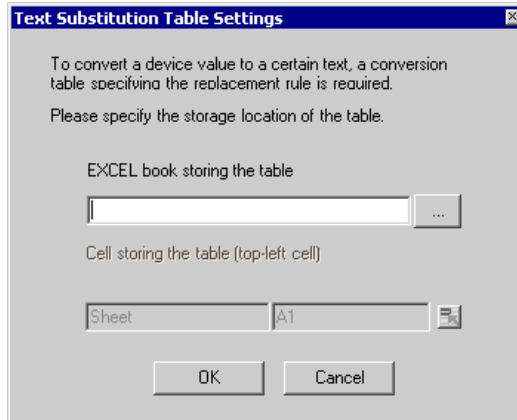 Text Substitution Table Settings
To convert a device value to a certain text, a conversion
table specifying the replacement rule is required.
Please specify the storage location of the table.
EXCEL book storing the table
...
Cell storing the table (top-left cell)
Sheet A1
OK Cancel